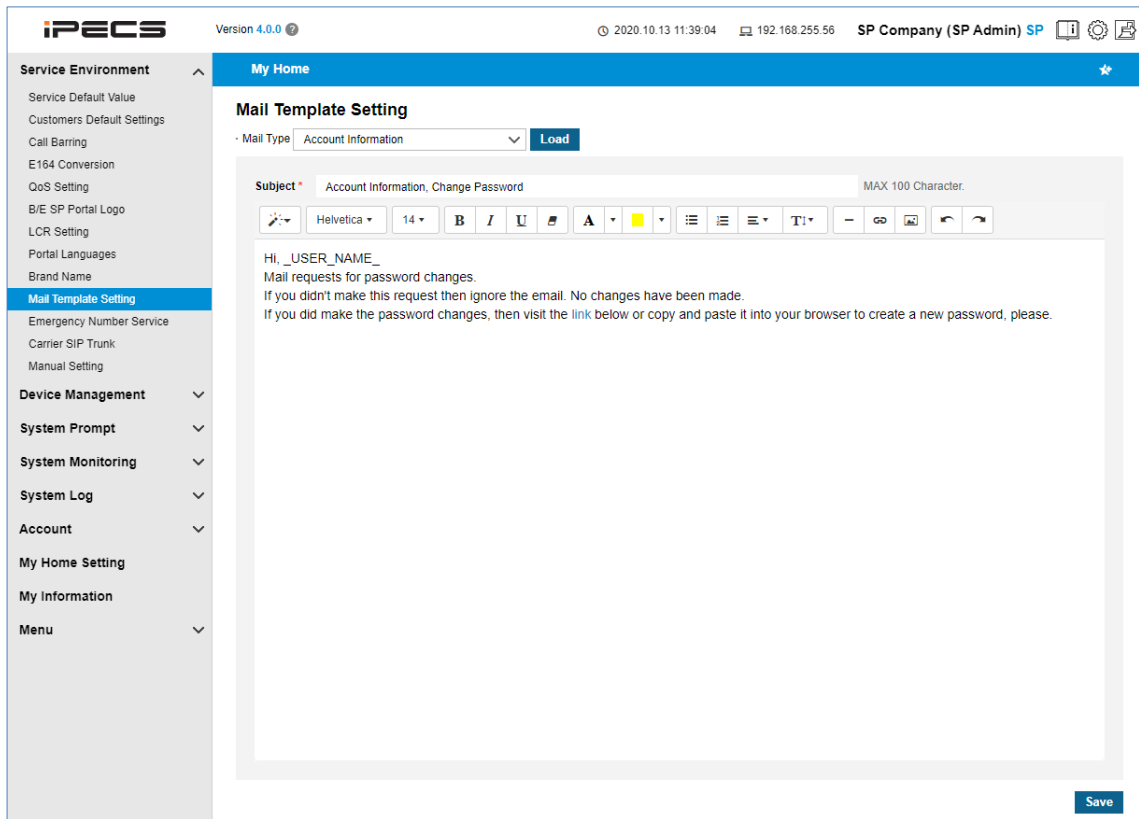 iPECS
Version 4.0.0
2020.10.13 11:39:04
192.168.255.56
SP Company (SP Admin) SP
Service Environment
Service Default Value
Customers Default Settings
Call Barring
E164 Conversion
QoS Setting
B/E SP Portal Logo
LCR Setting
Portal Languages
Brand Name
Mail Template Setting
Emergency Number Service
Carrier SIP Trunk
Manual Setting
Device Management
System Prompt
System Monitoring
System Log
Account
My Home Setting
My Information
Menu
My Home
Mail Template Setting
· Mail Type Account Information Load
Subject * Account Information, Change Password MAX 100 Character.
Helvetica 14 B I U A T
Hi, _USER_NAME_
Mail requests for password changes.
If you didn't make this request then ignore the email. No changes have been made.
If you did make the password changes, then visit the link below or copy and paste it into your browser to create a new password, please.
Save